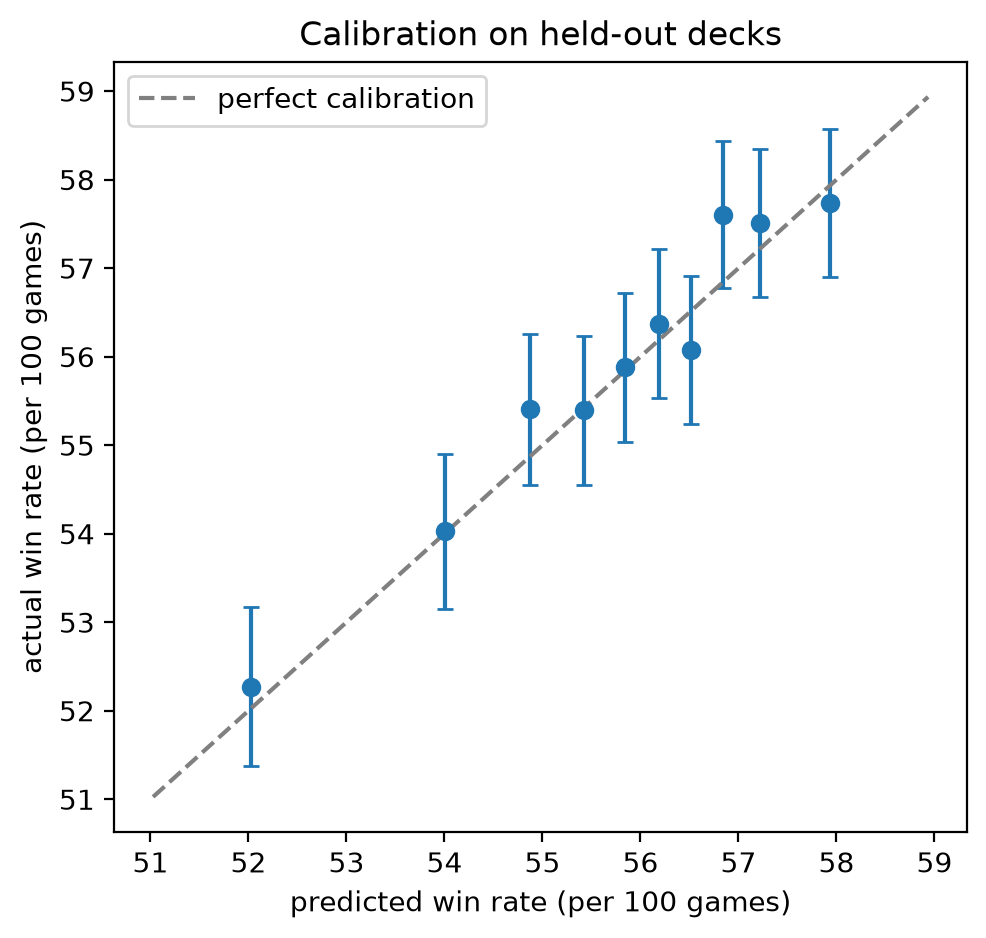 Calibration on held-out decks
perfect calibration
actual win rate (per 100 games)
59
58
57
56
55
54
53
52
51
51 52 53 54 55 56 57 58 59
predicted win rate (per 100 games)